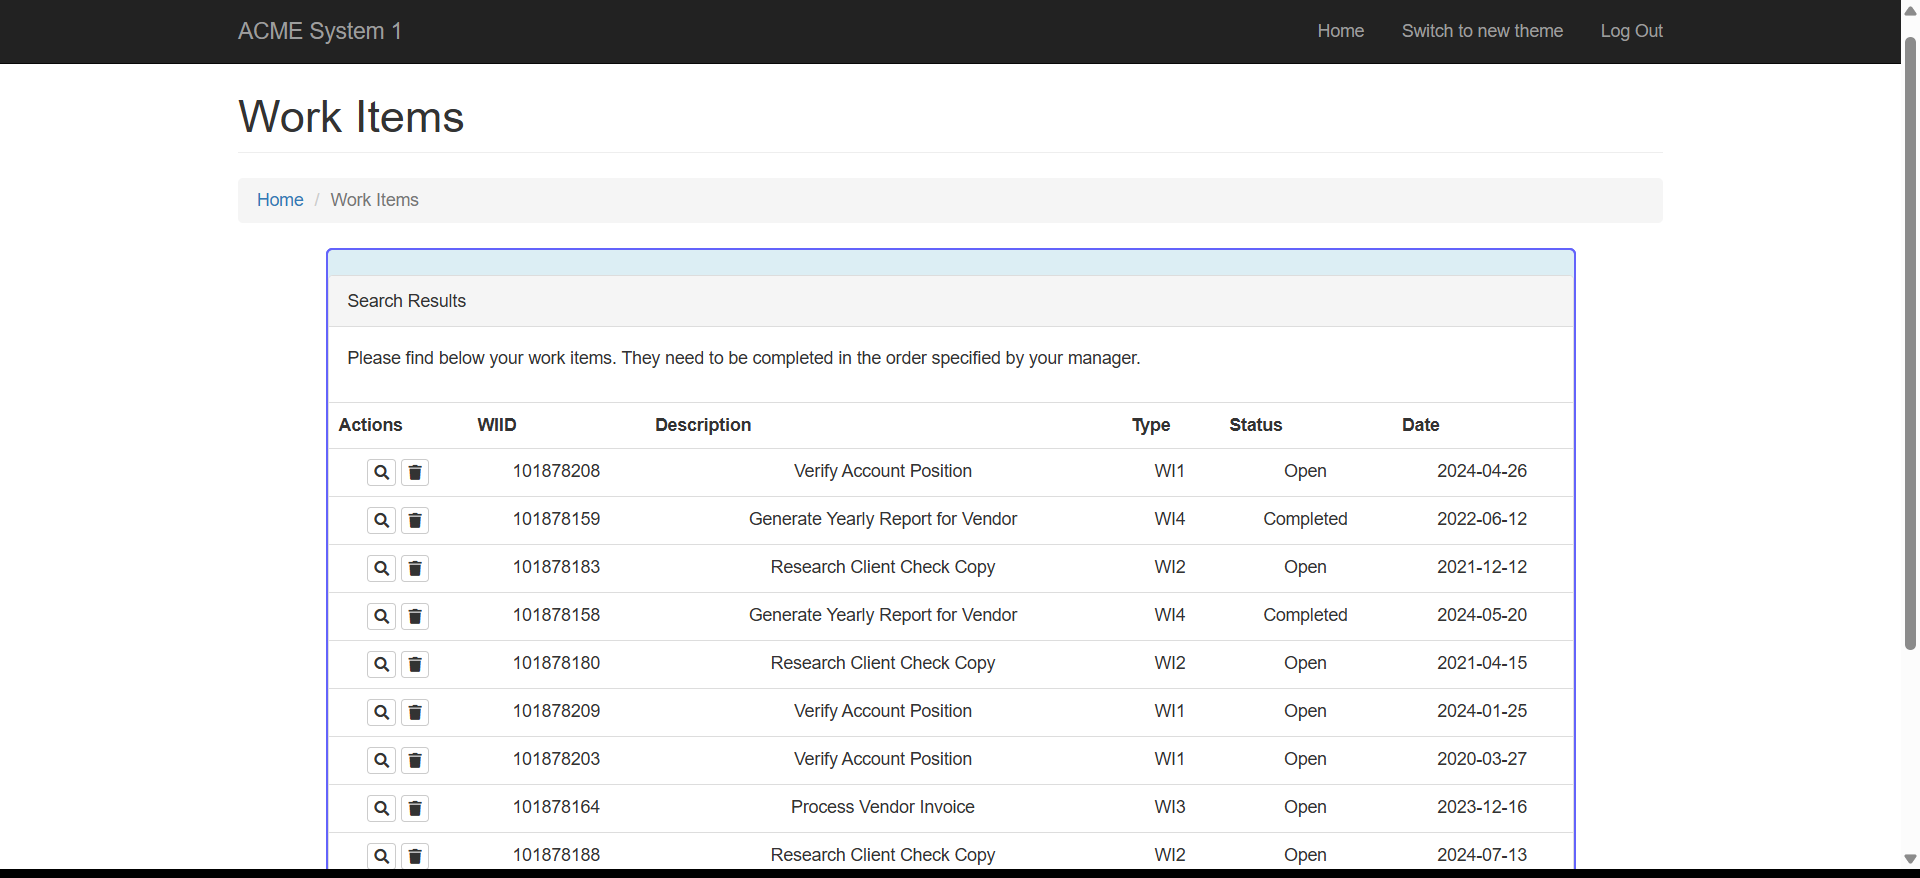 ACME System 1 Home Switch to new theme Log Out
Work Items
Home / Work Items
Search Results
Please find below your work items. They need to be completed in the order specified by your manager.
Actions WIID Description Type Status Date
101878208 Verify Account Position WI1 Open 2024-04-26
101878159 Generate Yearly Report for Vendor WI4 Completed 2022-06-12
101878183 Research Client Check Copy WI2 Open 2021-12-12
101878158 Generate Yearly Report for Vendor WI4 Completed 2024-05-20
101878180 Research Client Check Copy WI2 Open 2021-04-15
101878209 Verify Account Position WI1 Open 2024-01-25
101878203 Verify Account Position WI1 Open 2020-03-27
101878164 Process Vendor Invoice WI3 Open 2023-12-16
101878188 Research Client Check Copy WI2 Open 2024-07-13